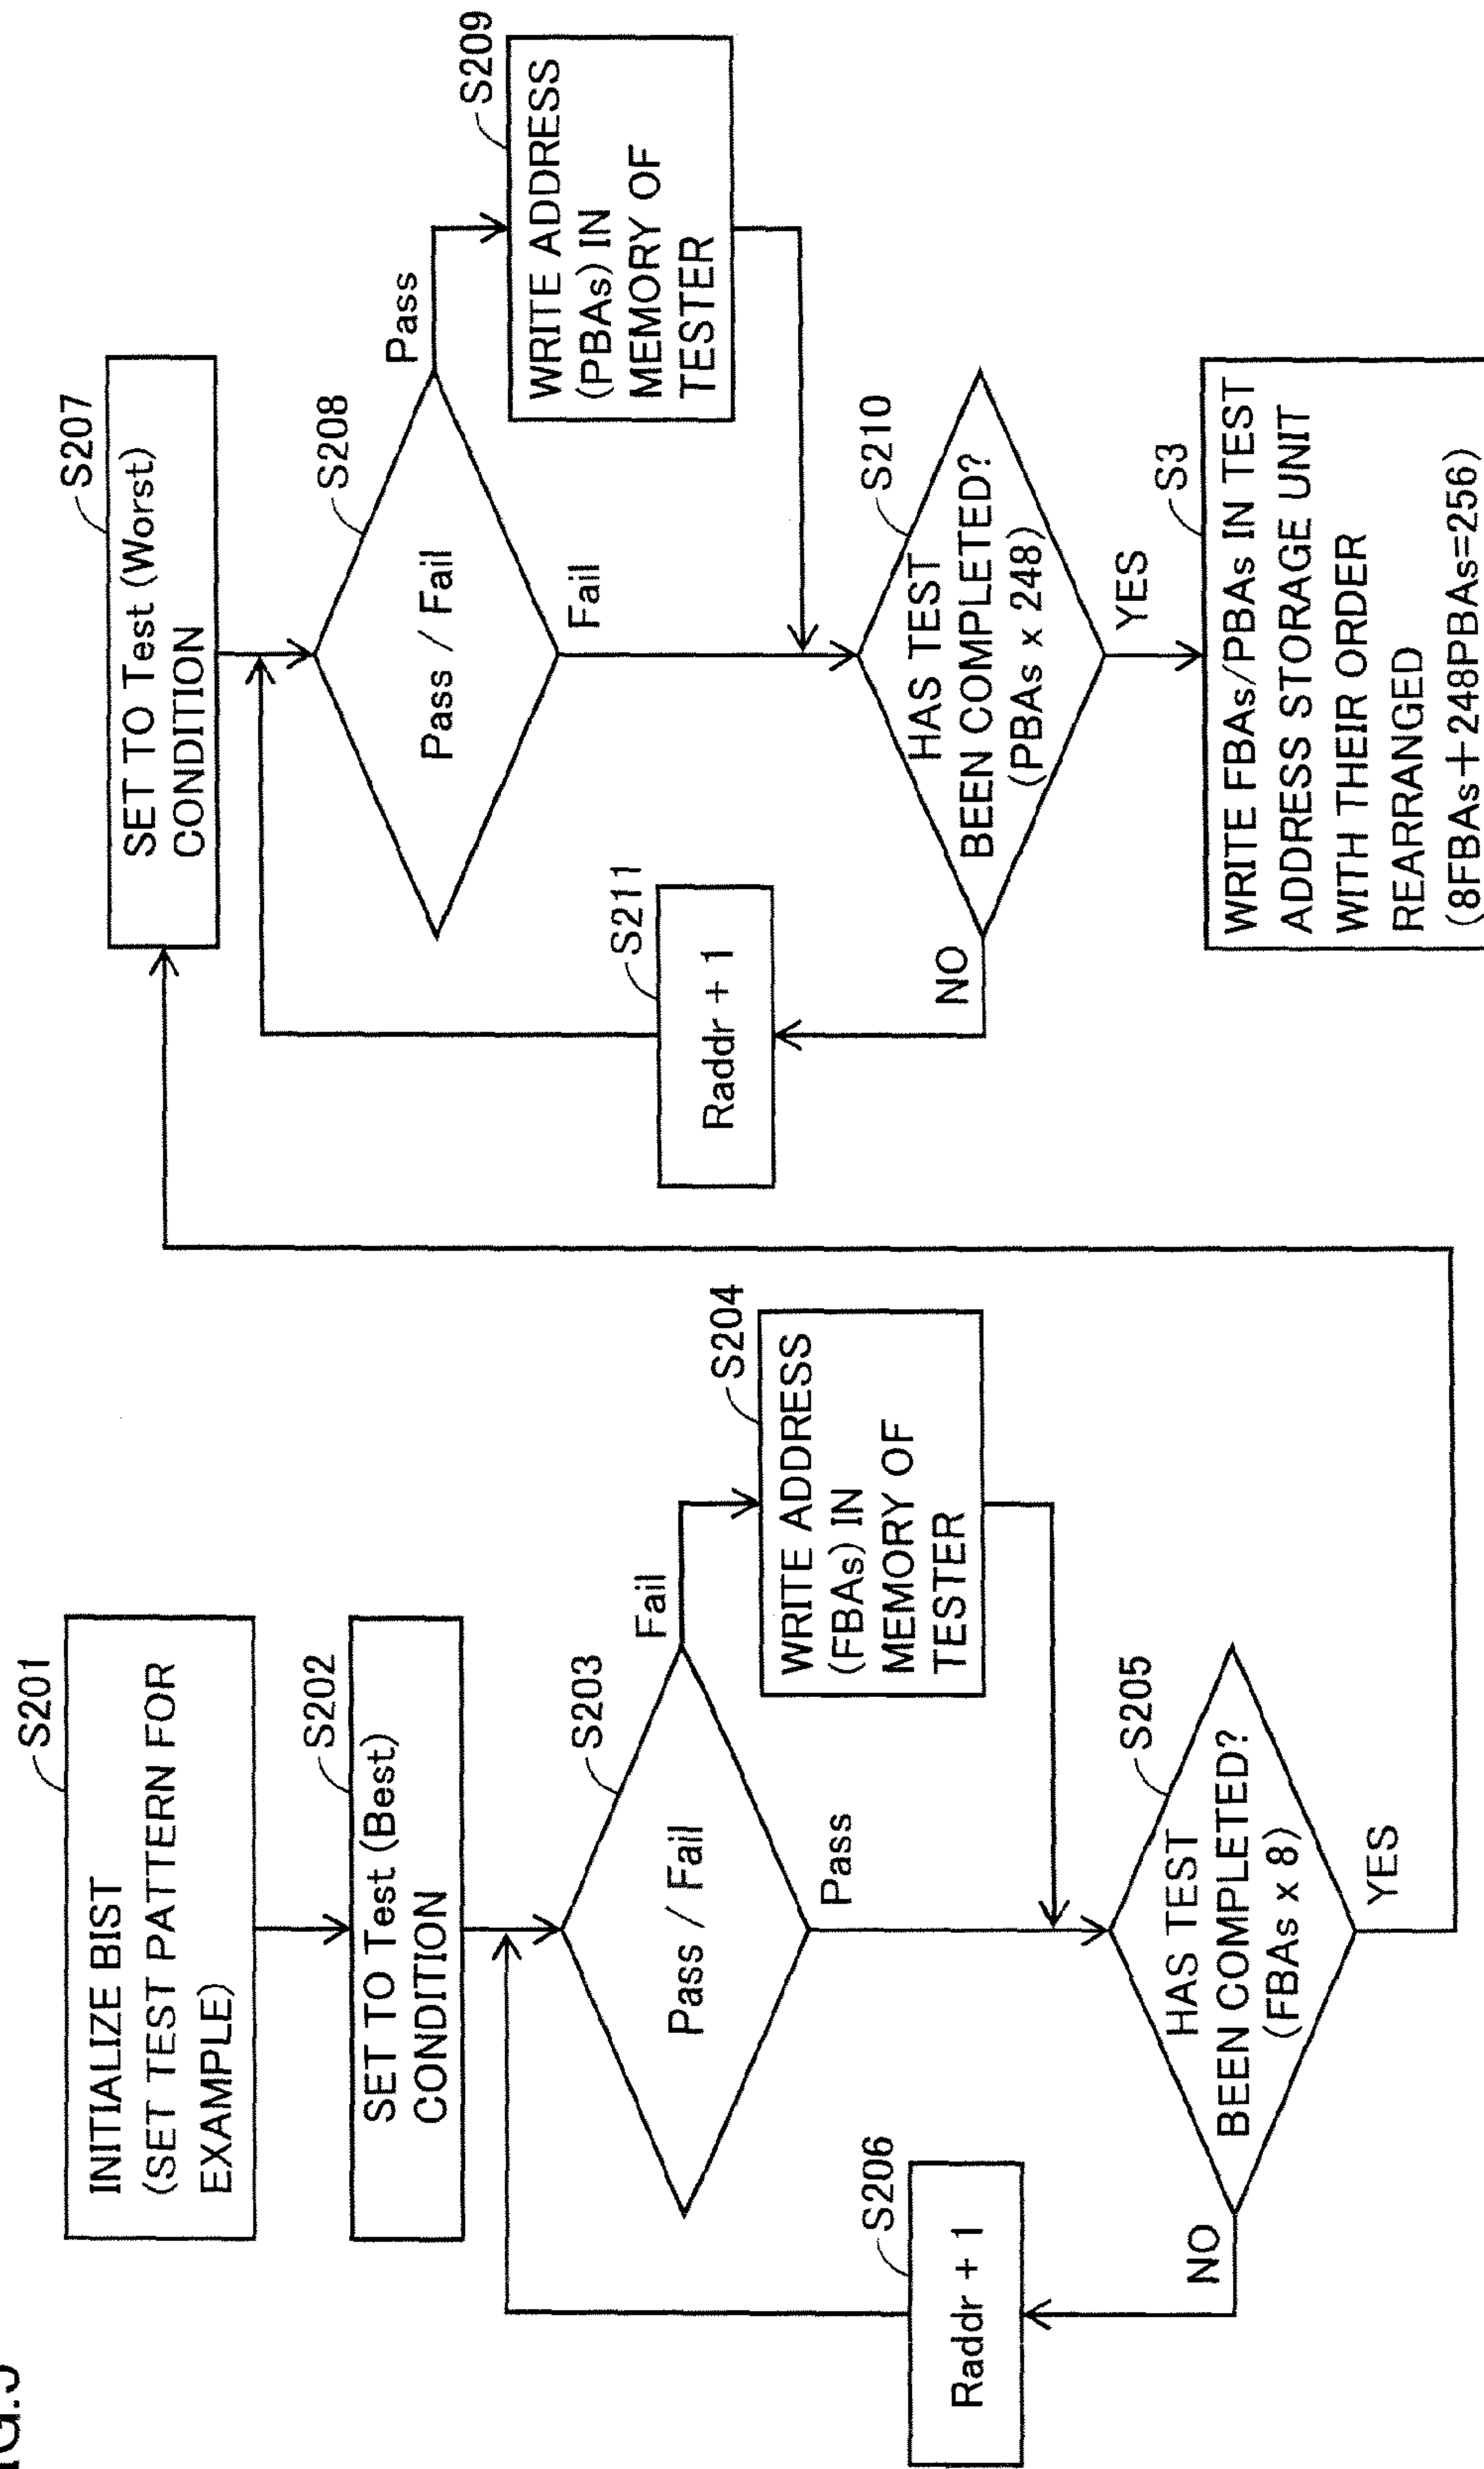 IG.5
S201
INITIALIZE BIST
(SET TEST PATTERN FOR
EXAMPLE)
S202
SET TO Test (Best)
CONDITION
S203
Pass / Fail
Fail
Pass
S204
WRITE ADDRESS
(FBAs) IN
MEMORY OF
TESTER
S205
HAS TEST
BEEN COMPLETED?
(FBAs x 8)
NO
YES
S206
Raddr + 1
S207
SET TO Test (Worst)
CONDITION
S208
Pass / Fail
Pass
Fail
S209
WRITE ADDRESS
(PBAs) IN
MEMORY OF
TESTER
S210
HAS TEST
BEEN COMPLETED?
(PBAs x 248)
NO
YES
S211
Raddr + 1
S3
WRITE FBAs/PBAs IN TEST
ADDRESS STORAGE UNIT
WITH THEIR ORDER
REARRANGED
(8FBAs+248PBAs=256)